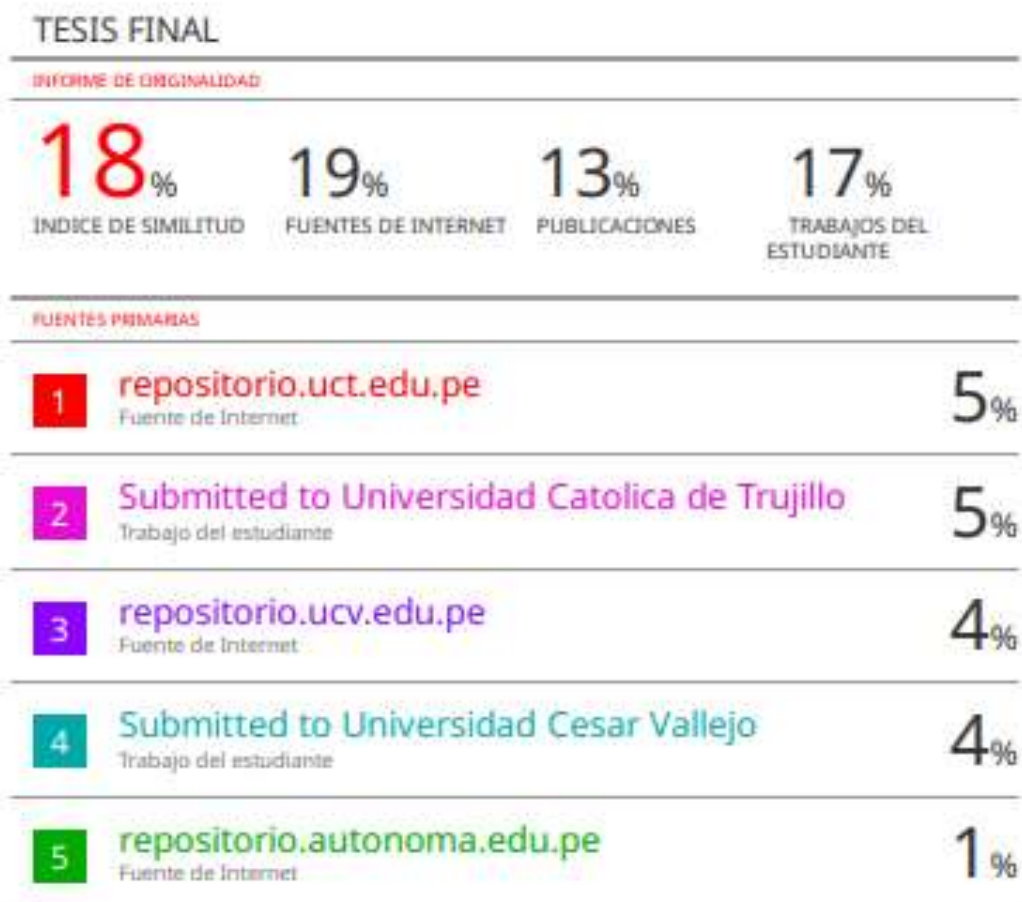 TESIS FINAL
INFORME DE ORIGINALIDAD
18%
INDICE DE SIMILITUD
19%
FUENTES DE INTERNET
13%
PUBLICACIONES
17%
TRABAJOS DEL
ESTUDIANTE
FUENTES PRIMARIAS
1
repositorio.uct.edu.pe
Fuente de Internet
5%
2
Submitted to Universidad Catolica de Trujillo
Trabajo del estudiante
5%
3
repositorio.ucv.edu.pe
Fuente de Internet
4%
4
Submitted to Universidad Cesar Vallejo
Trabajo del estudiante
4%
5
repositorio.autonoma.edu.pe
Fuente de Internet
1%